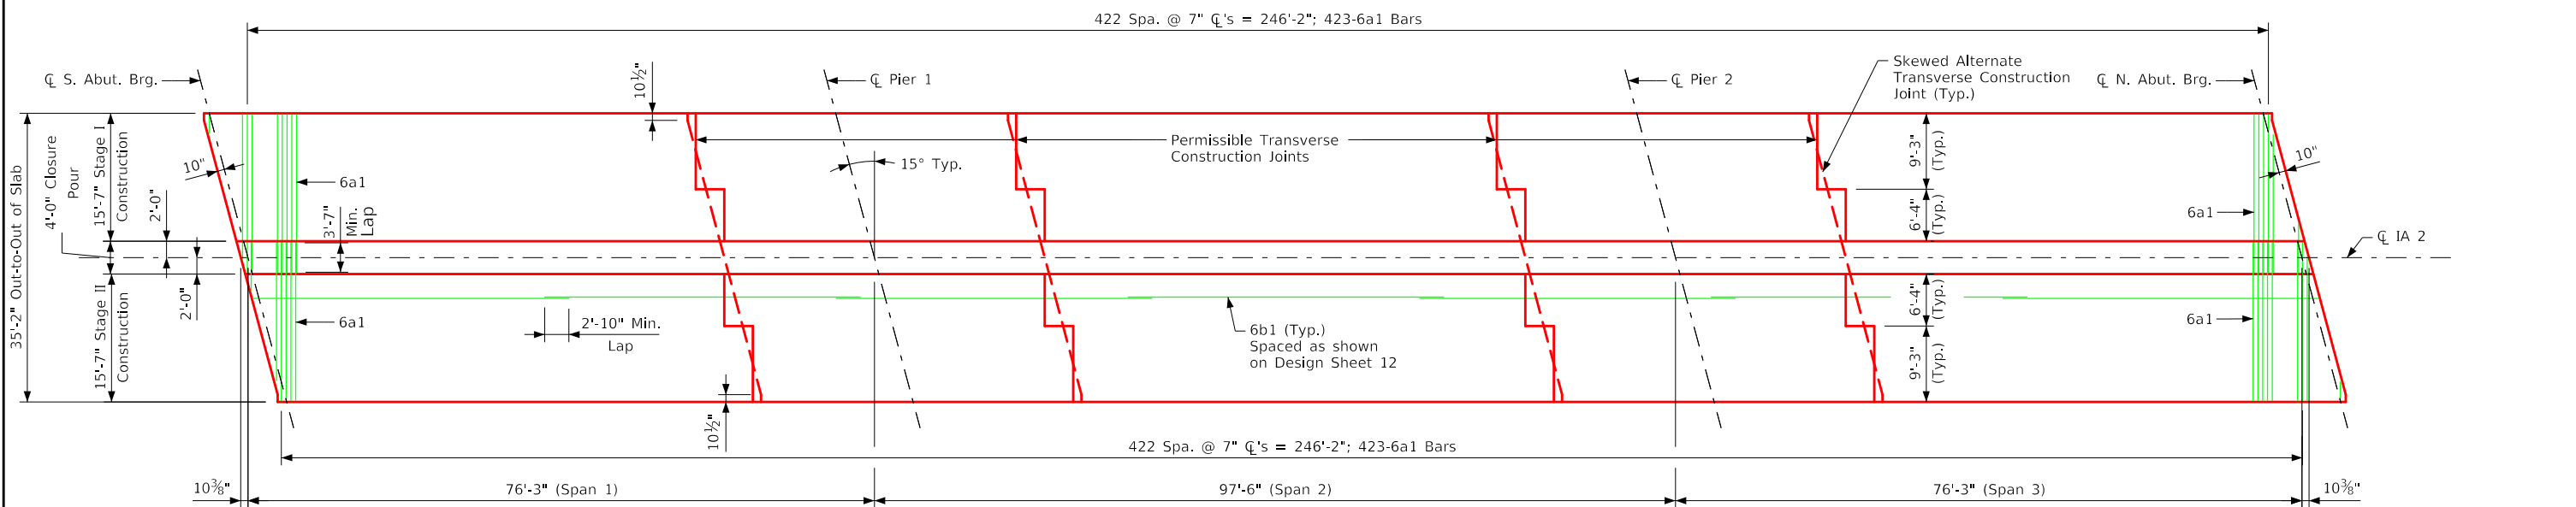 422 Spa. @ 7" ℄'s = 246'-2"; 423-6a1 Bars
℄ S. Abut. Brg.
10½"
℄ Pier 1
℄ Pier 2
Skewed Alternate
Transverse Construction
Joint (Typ.)
℄ N. Abut. Brg.
35'-2" Out-to-Out of Slab
4'-0" Closure
Pour
15'-7" Stage I
Construction
2'-0"
10"
6a1
3'-7"
Min.
Lap
15° Typ.
Permissible Transverse
Construction Joints
9'-3"
(Typ.)
6'-4"
(Typ.)
10"
6a1
℄ IA 2
15'-7" Stage II
Construction
2'-0"
6a1
2'-10" Min.
Lap
6b1 (Typ.)
Spaced as shown
on Design Sheet 12
6'-4"
(Typ.)
9'-3"
(Typ.)
6a1
10½"
422 Spa. @ 7" ℄'s = 246'-2"; 423-6a1 Bars
10⅜"
76'-3" (Span 1)
97'-6" (Span 2)
76'-3" (Span 3)
10⅜"